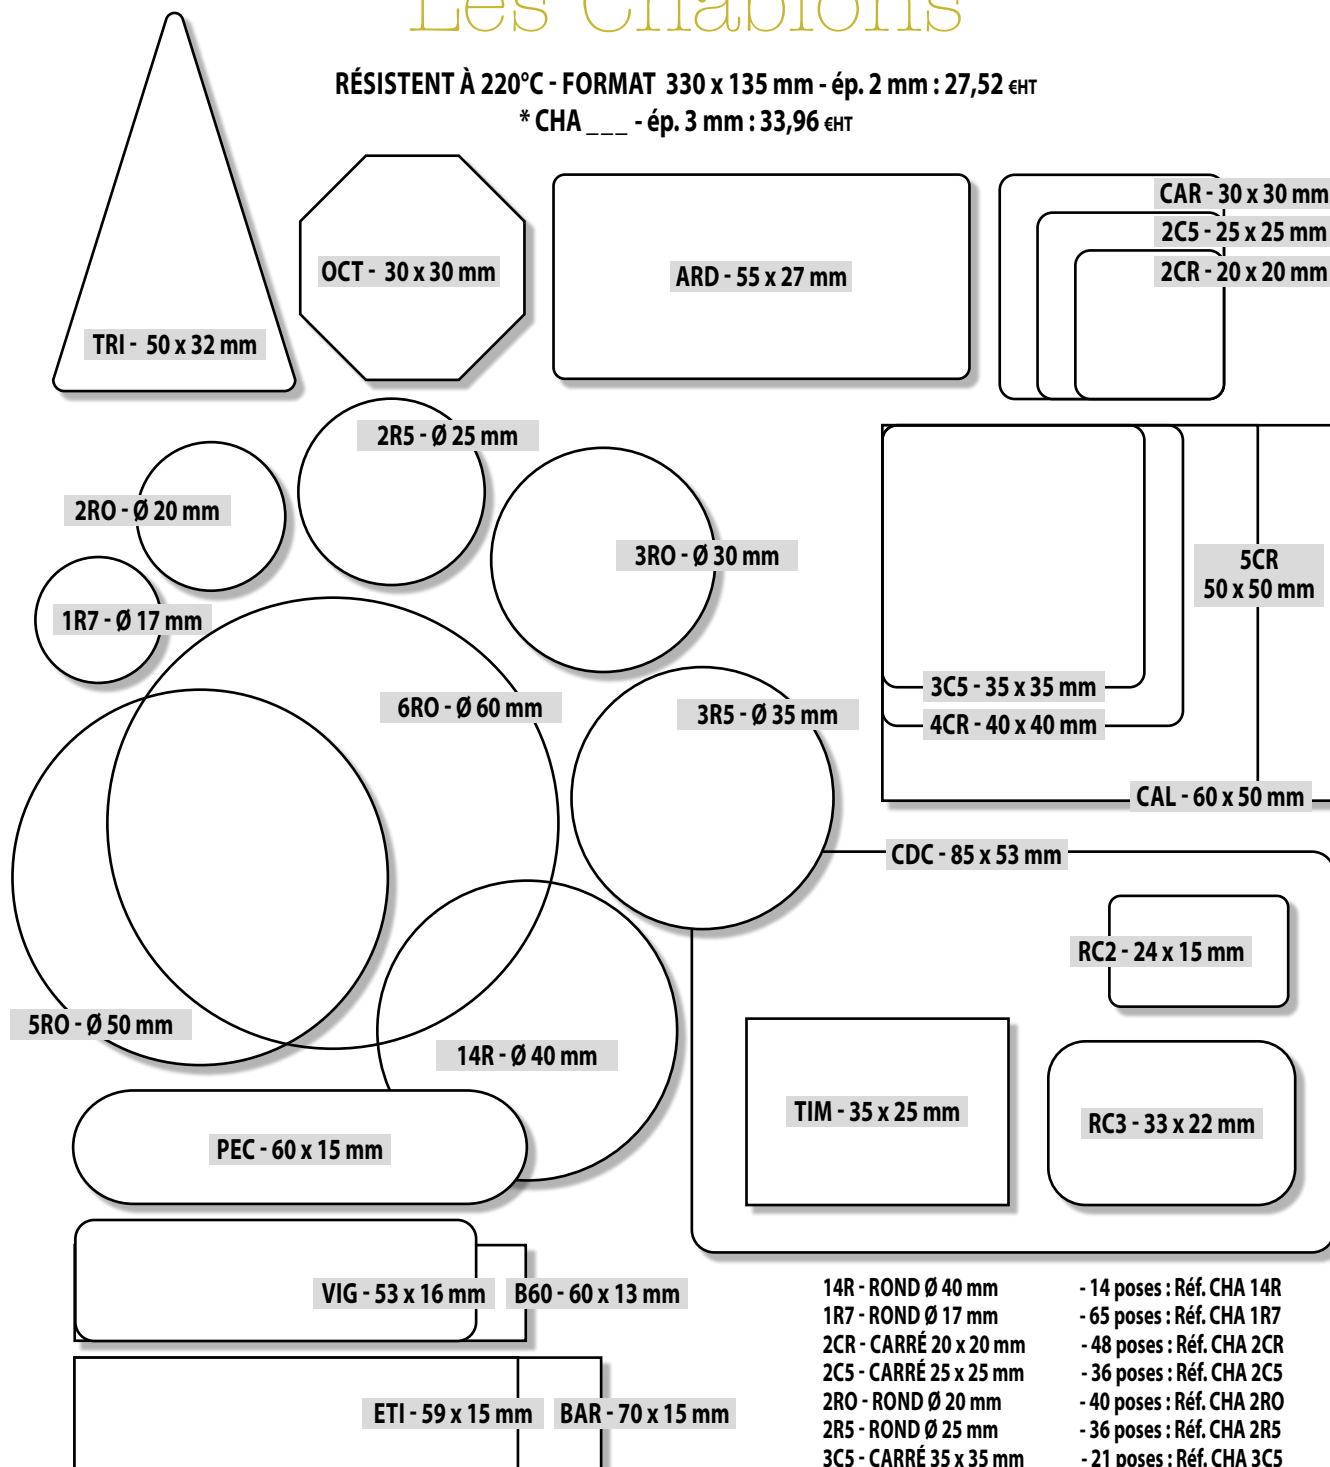 Les Chablons
RÉSISTENT À 220°C - FORMAT 330 x 135 mm - ép. 2 mm : 27,52 €HT
* CHA _ _ _ - ép. 3 mm : 33,96 €HT
CAR - 30 x 30 mm
2C5 - 25 x 25 mm
2CR - 20 x 20 mm
OCT - 30 x 30 mm
ARD - 55 x 27 mm
TRI - 50 x 32 mm
2R5 - Ø 25 mm
2RO - Ø 20 mm
3RO - Ø 30 mm
5CR
50 x 50 mm
1R7 - Ø 17 mm
3C5 - 35 x 35 mm
6RO - Ø 60 mm
3R5 - Ø 35 mm
4CR - 40 x 40 mm
CAL - 60 x 50 mm
CDC - 85 x 53 mm
RC2 - 24 x 15 mm
5RO - Ø 50 mm
14R - Ø 40 mm
TIM - 35 x 25 mm
RC3 - 33 x 22 mm
PEC - 60 x 15 mm
VIG - 53 x 16 mm
B60 - 60 x 13 mm
ETI - 59 x 15 mm
BAR - 70 x 15 mm
14R - ROND Ø 40 mm - 14 poses : Réf. CHA 14R
1R7 - ROND Ø 17 mm - 65 poses : Réf. CHA 1R7
2CR - CARRÉ 20 x 20 mm - 48 poses : Réf. CHA 2CR
2C5 - CARRÉ 25 x 25 mm - 36 poses : Réf. CHA 2C5
2RO - ROND Ø 20 mm - 40 poses : Réf. CHA 2RO
2R5 - ROND Ø 25 mm - 36 poses : Réf. CHA 2R5
3C5 - CARRÉ 35 x 35 mm - 21 poses : Réf. CHA 3C5